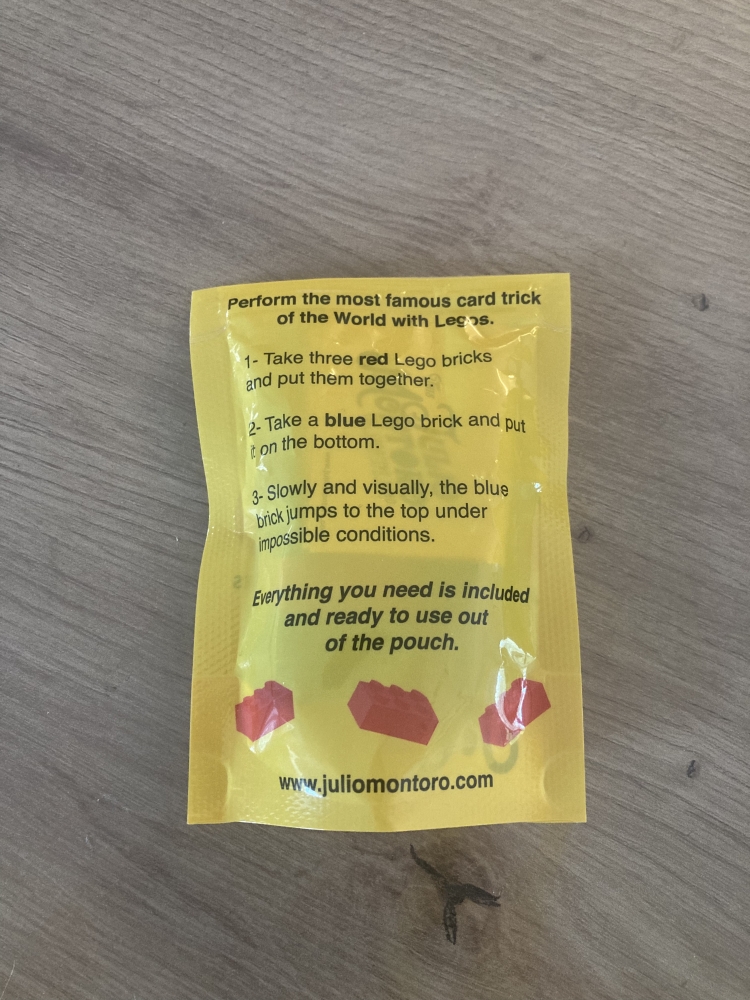 Perform the most famous card trick
of the World with Legos.
1- Take three red Lego bricks
and put them together.
2- Take a blue Lego brick and put
it on the bottom.
3- Slowly and visually, the blue
brick jumps to the top under
impossible conditions.
Everything you need is included
and ready to use out
of the pouch.
www.juliomontoro.com